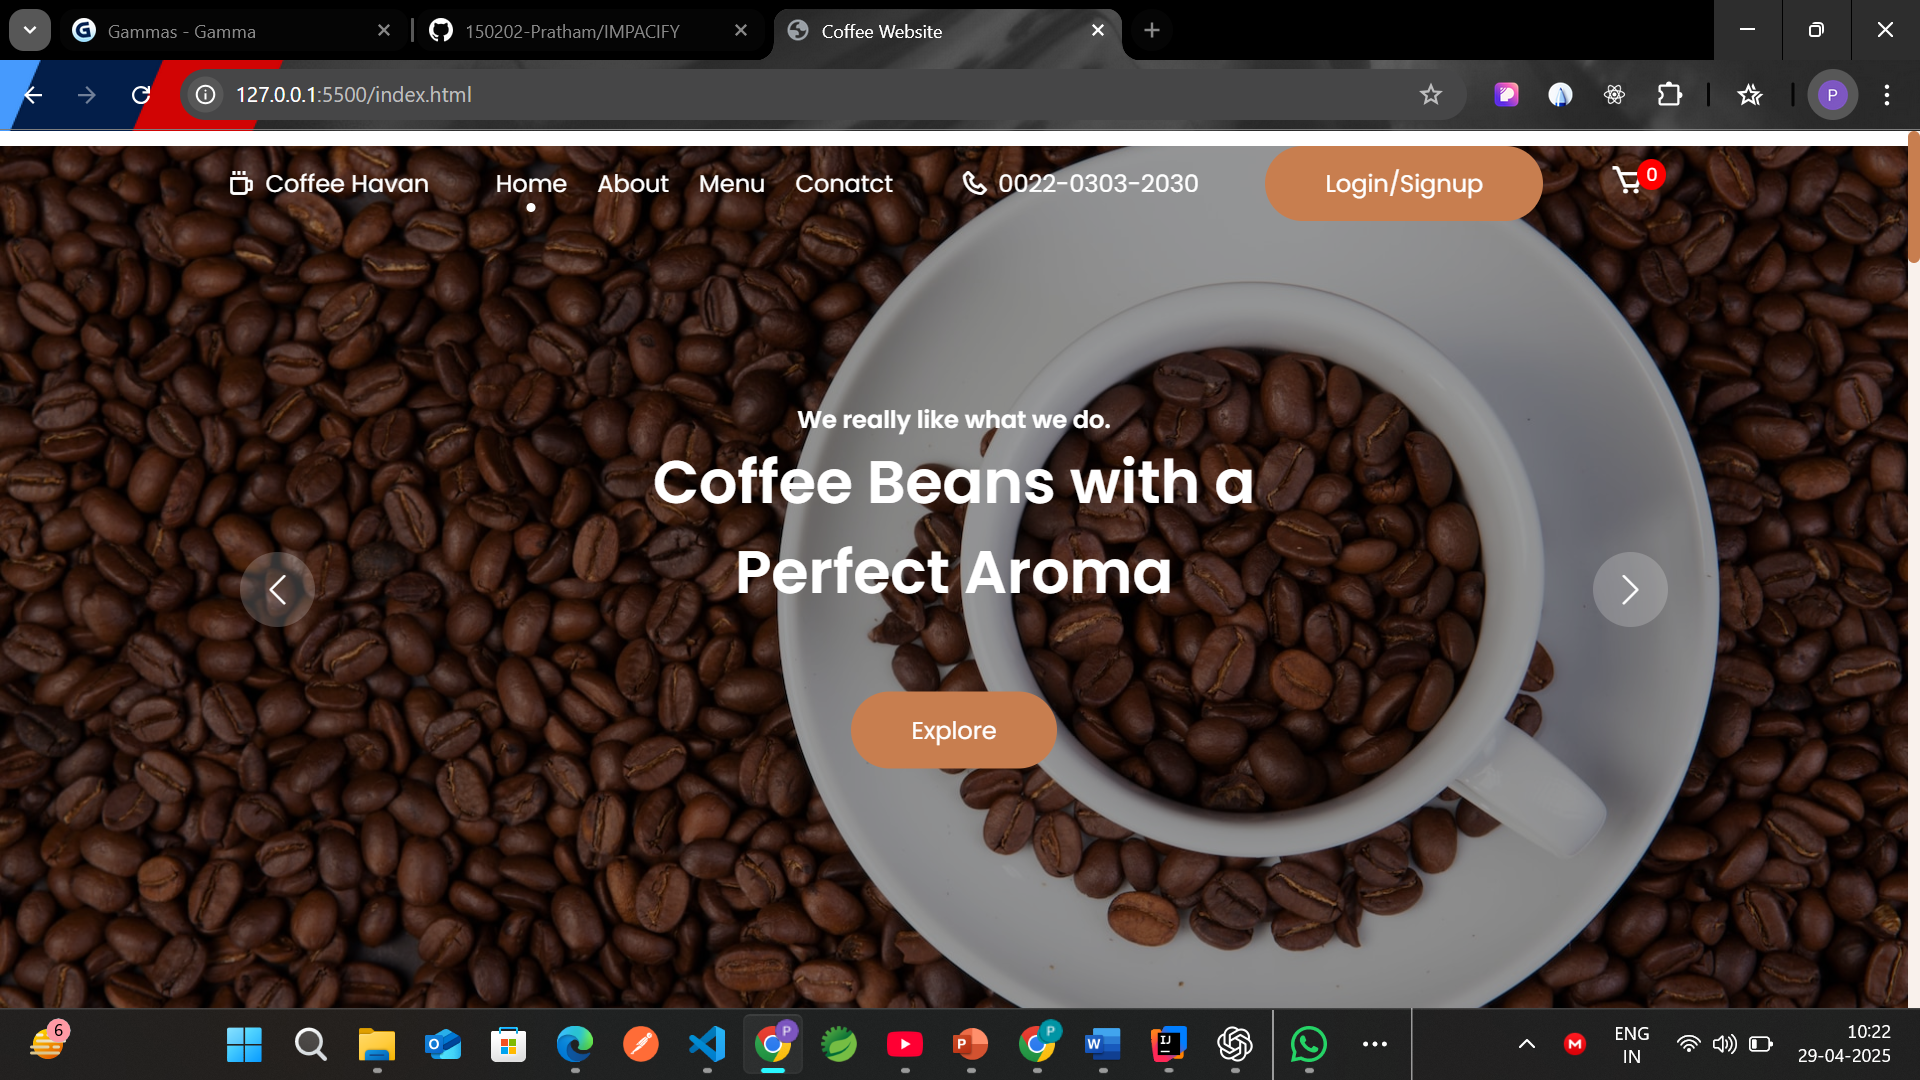 Gammas - Gamma
150202-Pratham/IMPACIFY
Coffee Website
127.0.0.1:5500/index.html
P
Coffee Havan
Home
About
Menu
Conatct
0022-0303-2030
Login/Signup
0
We really like what we do.
Coffee Beans with a
Perfect Aroma
Explore
6
P
P
P
W
IJ
M
ENG
IN
10:22
29-04-2025